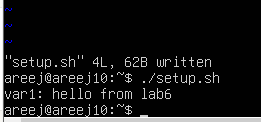 ~
~
~
"setup.sh" 4L, 62B written
areej@areej10:~$ ./setup.sh
var1: hello from lab6
areej@areej10:~$